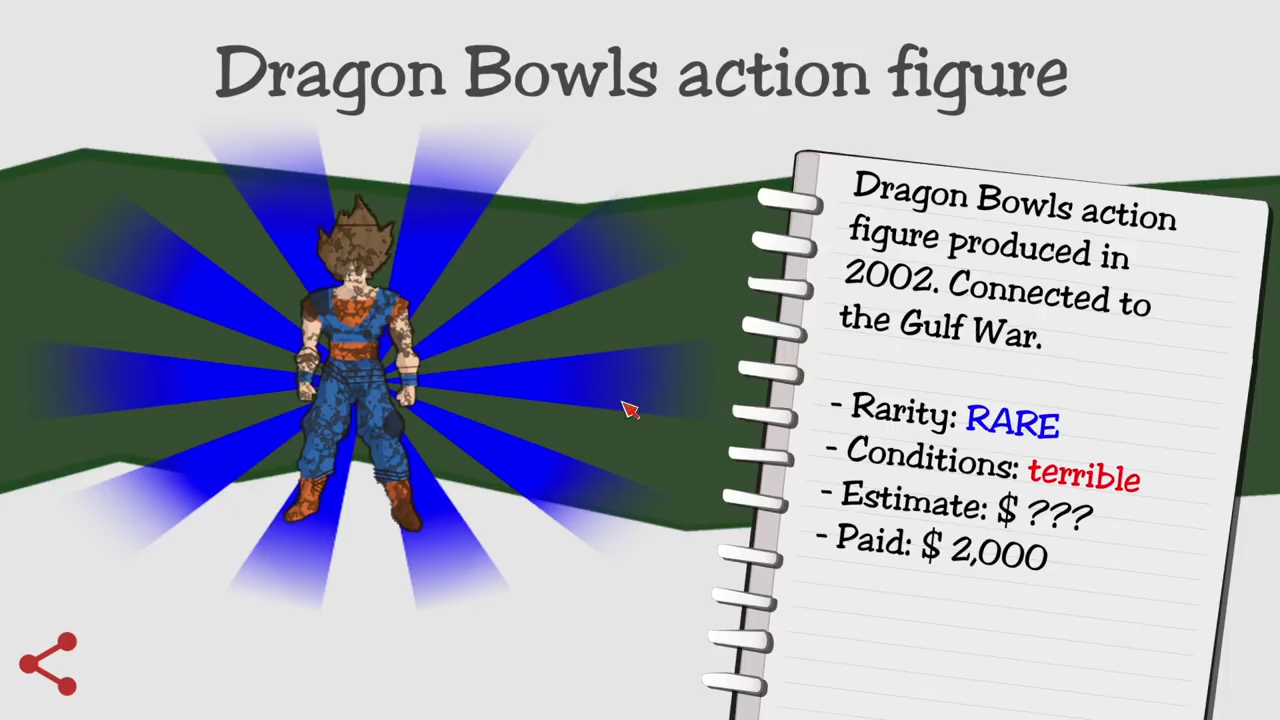 Dragon Bowls action figure
Dragon Bowls action
figure produced in
2002. Connected to
the Gulf War.
- Rarity: RARE
- Conditions: terrible
- Estimate: $ ???
- Paid: $ 2,000